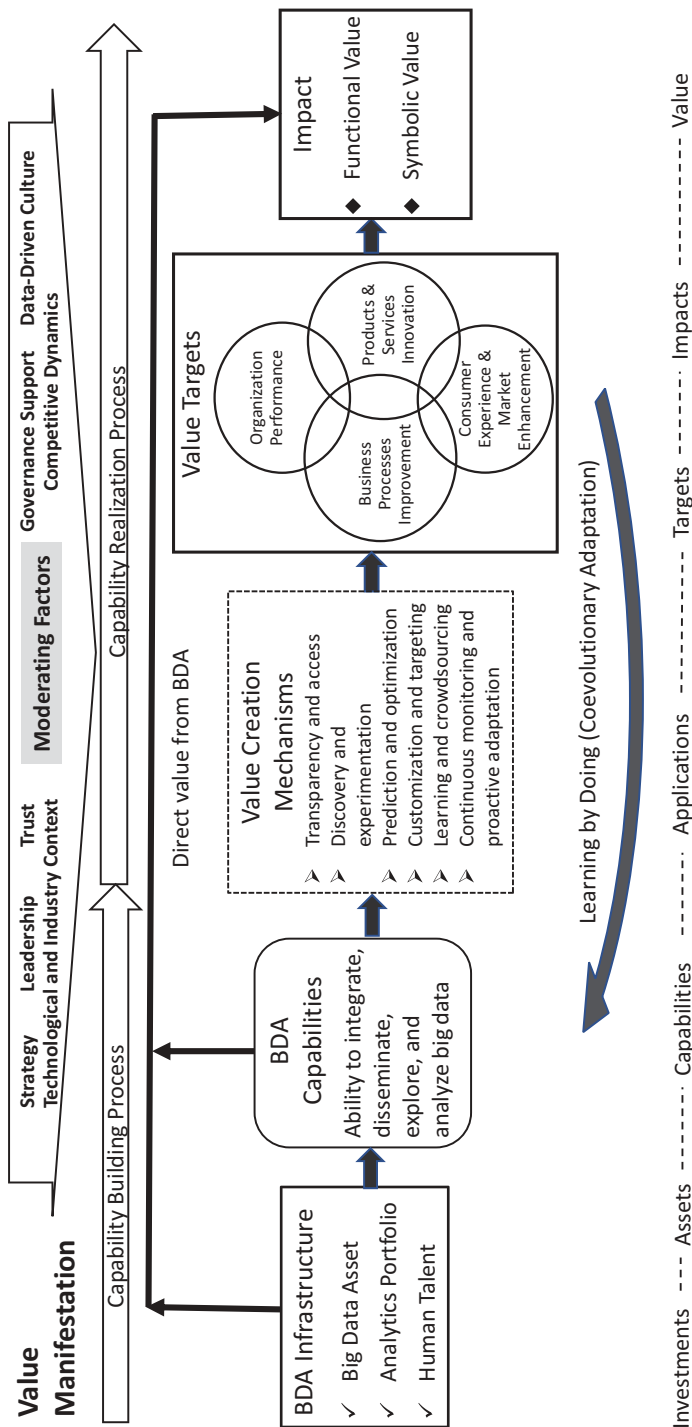 Value
Manifestation
Strategy Leadership Trust
Technological and Industry Context
Moderating Factors
Governance Support Data-Driven Culture
Competitive Dynamics
Capability Building Process
Capability Realization Process
Direct value from BDA
BDA Infrastructure
✓ Big Data Asset
✓ Analytics Portfolio
✓ Human Talent
BDA
Capabilities
Ability to integrate,
disseminate,
explore, and
analyze big data
Value Creation
Mechanisms
➢ Transparency and access
➢ Discovery and
experimentation
➢ Prediction and optimization
➢ Customization and targeting
➢ Learning and crowdsourcing
➢ Continuous monitoring and
proactive adaptation
Value Targets
Organization
Performance
Business
Processes
Improvement
Products &
Services
Innovation
Consumer
Experience &
Market
Enhancement
Impact
◆ Functional Value
◆ Symbolic Value
Learning by Doing (Coevolutionary Adaptation)
Investments --- Assets ------- Capabilities -------- Applications ----------- Targets ------- Impacts ------- Value